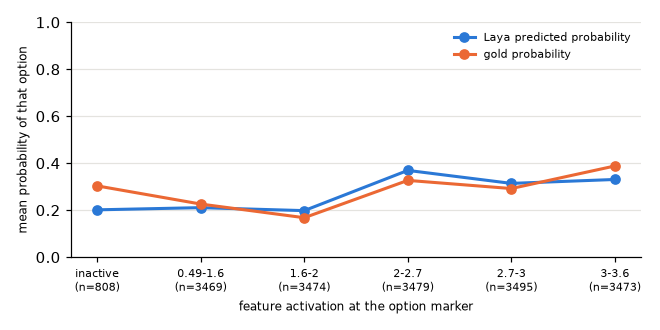 1.0
0.8
0.6
0.4
0.2
0.0
mean probability of that option
Laya predicted probability
gold probability
inactive
(n=808)
0.49-1.6
(n=3469)
1.6-2
(n=3474)
2-2.7
(n=3479)
2.7-3
(n=3495)
3-3.6
(n=3473)
feature activation at the option marker